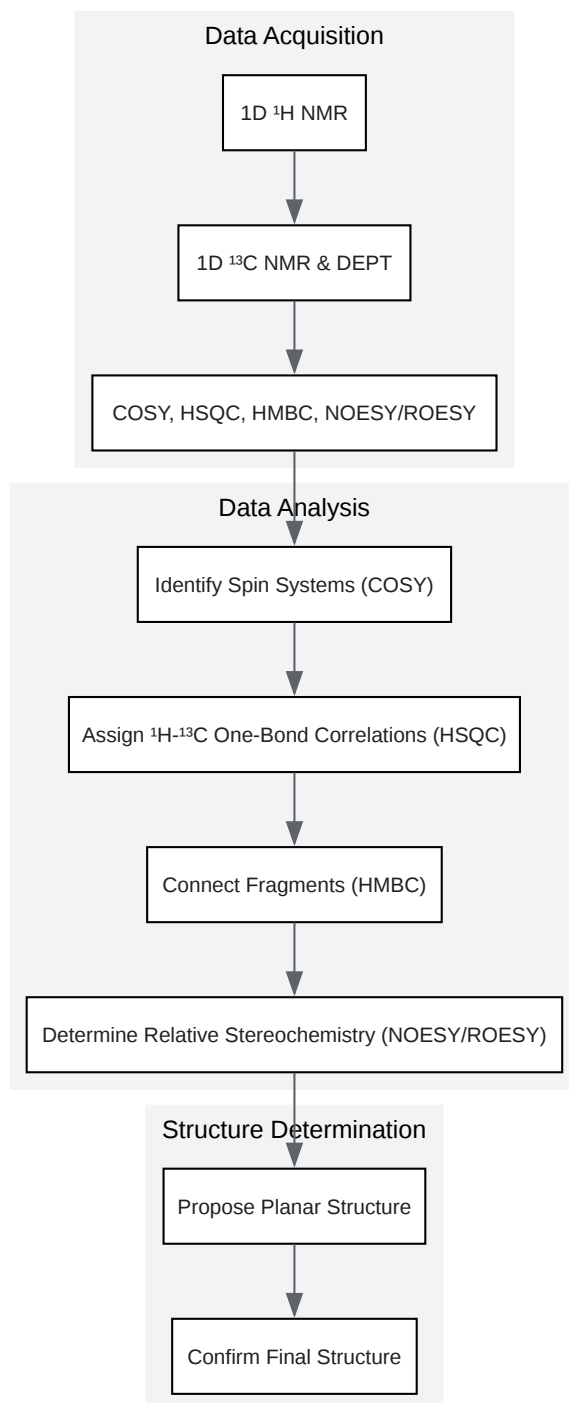 Data Acquisition
1D ¹H NMR
1D ¹³C NMR & DEPT
COSY, HSQC, HMBC, NOESY/ROESY
Data Analysis
Identify Spin Systems (COSY)
Assign ¹H-¹³C One-Bond Correlations (HSQC)
Connect Fragments (HMBC)
Determine Relative Stereochemistry (NOESY/ROESY)
Structure Determination
Propose Planar Structure
Confirm Final Structure